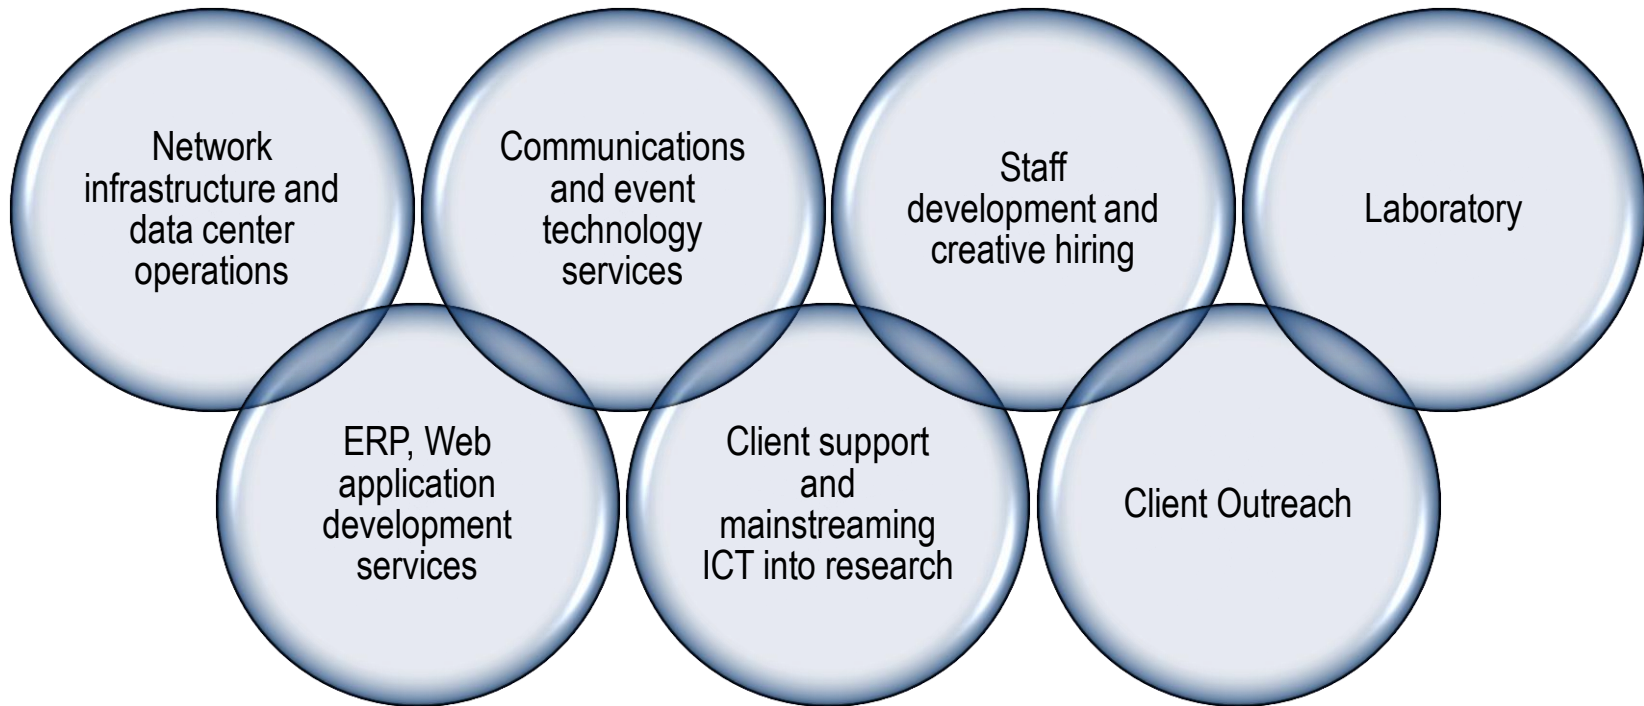 Network
infrastructure and
data center
operations
Communications
and event
technology
services
Staff
development and
creative hiring
Laboratory
ERP, Web
application
development
services
Client support
and
mainstreaming
ICT into research
Client Outreach